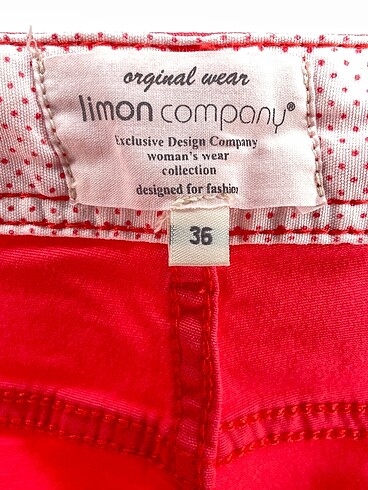 orginal wear
limon company®
Exclusive Design Company
woman's wear
collection
designed for fashion
36